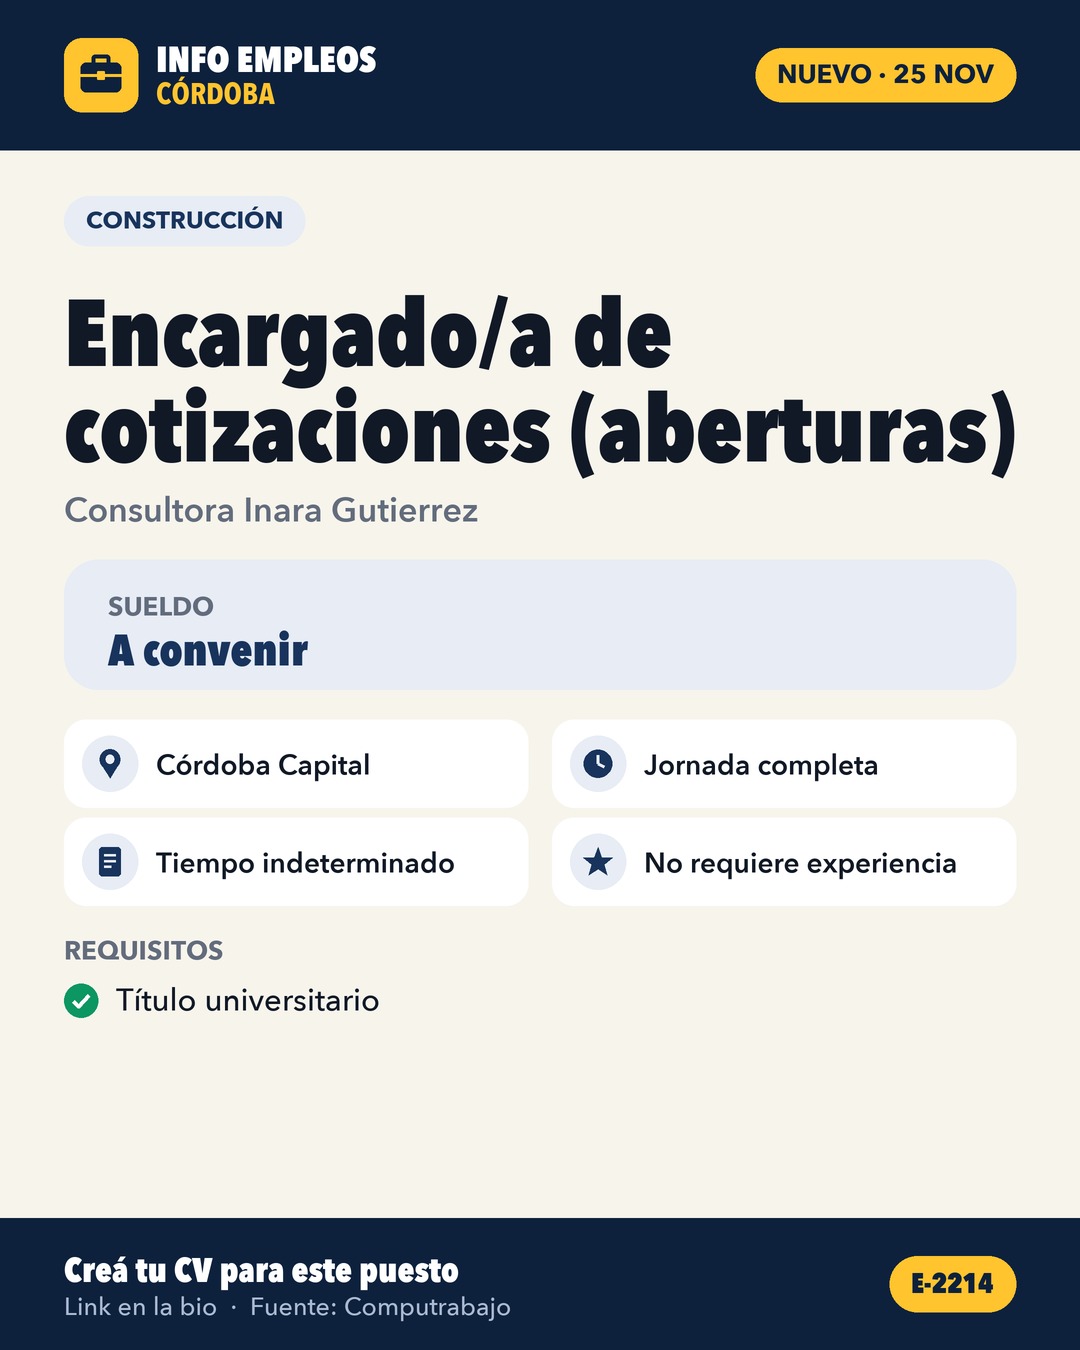 INFO EMPLEOS
CÓRDOBA
NUEVO · 25 NOV
CONSTRUCCIÓN
Encargado/a de
cotizaciones (aberturas)
Consultora Inara Gutierrez
SUELDO
A convenir
Córdoba Capital
Jornada completa
Tiempo indeterminado
No requiere experiencia
REQUISITOS
Título universitario
Creá tu CV para este puesto
Link en la bio · Fuente: Computrabajo
E-2214